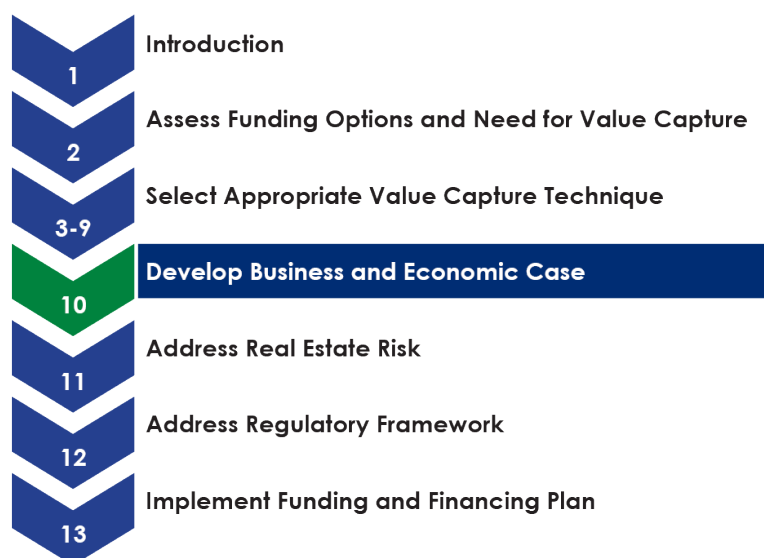 Introduction
1
Assess Funding Options and Need for Value Capture
2
Select Appropriate Value Capture Technique
3-9
Develop Business and Economic Case
10
Address Real Estate Risk
11
Address Regulatory Framework
12
Implement Funding and Financing Plan
13